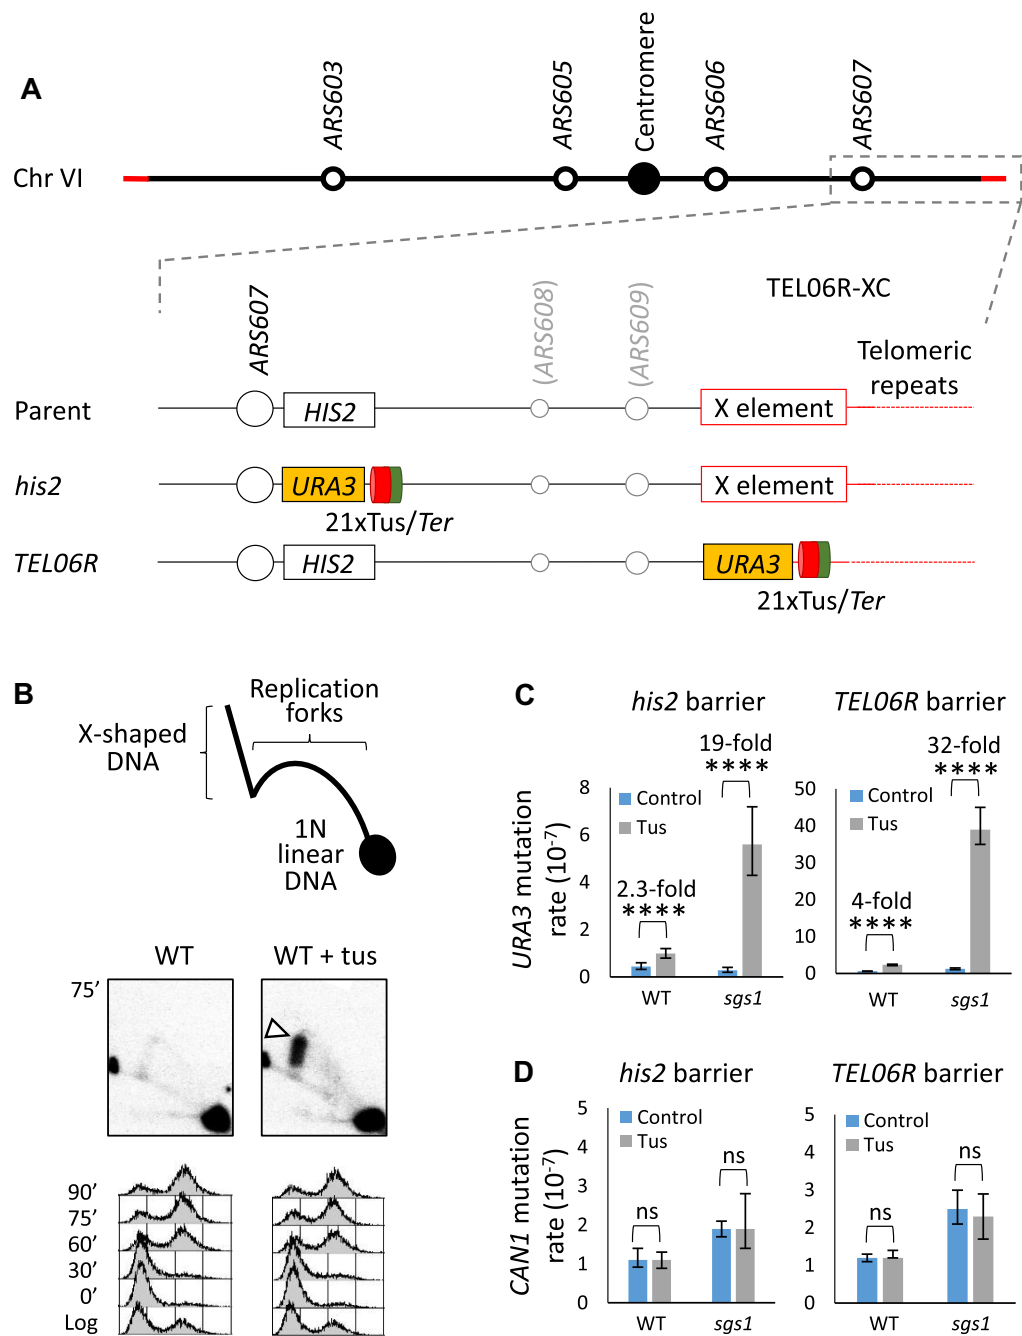 A
ARS603
ARS605
Centromere
ARS606
ARS607
Chr VI
TEL06R-XC
ARS607
(ARS608)
(ARS609)
Telomeric
repeats
Parent
HIS2
X element
his2
URA3
X element
21xTus/Ter
TEL06R
HIS2
URA3
21xTus/Ter
B
Replication
forks
X-shaped
DNA
1N
linear
DNA
WT
WT + tus
75’
90’
75’
60’
30’
0’
Log
C
his2 barrier
TEL06R barrier
URA3 mutation
rate (10-7)
8
6
4
2
0
Control
Tus
2.3-fold
****
19-fold
****
WT
sgs1
50
40
30
20
10
0
Control
Tus
4-fold
****
32-fold
****
WT
sgs1
D
his2 barrier
TEL06R barrier
CAN1 mutation
rate (10-7)
5
4
3
2
1
0
Control
Tus
ns
ns
WT
sgs1
5
4
3
2
1
0
Control
Tus
ns
ns
WT
sgs1